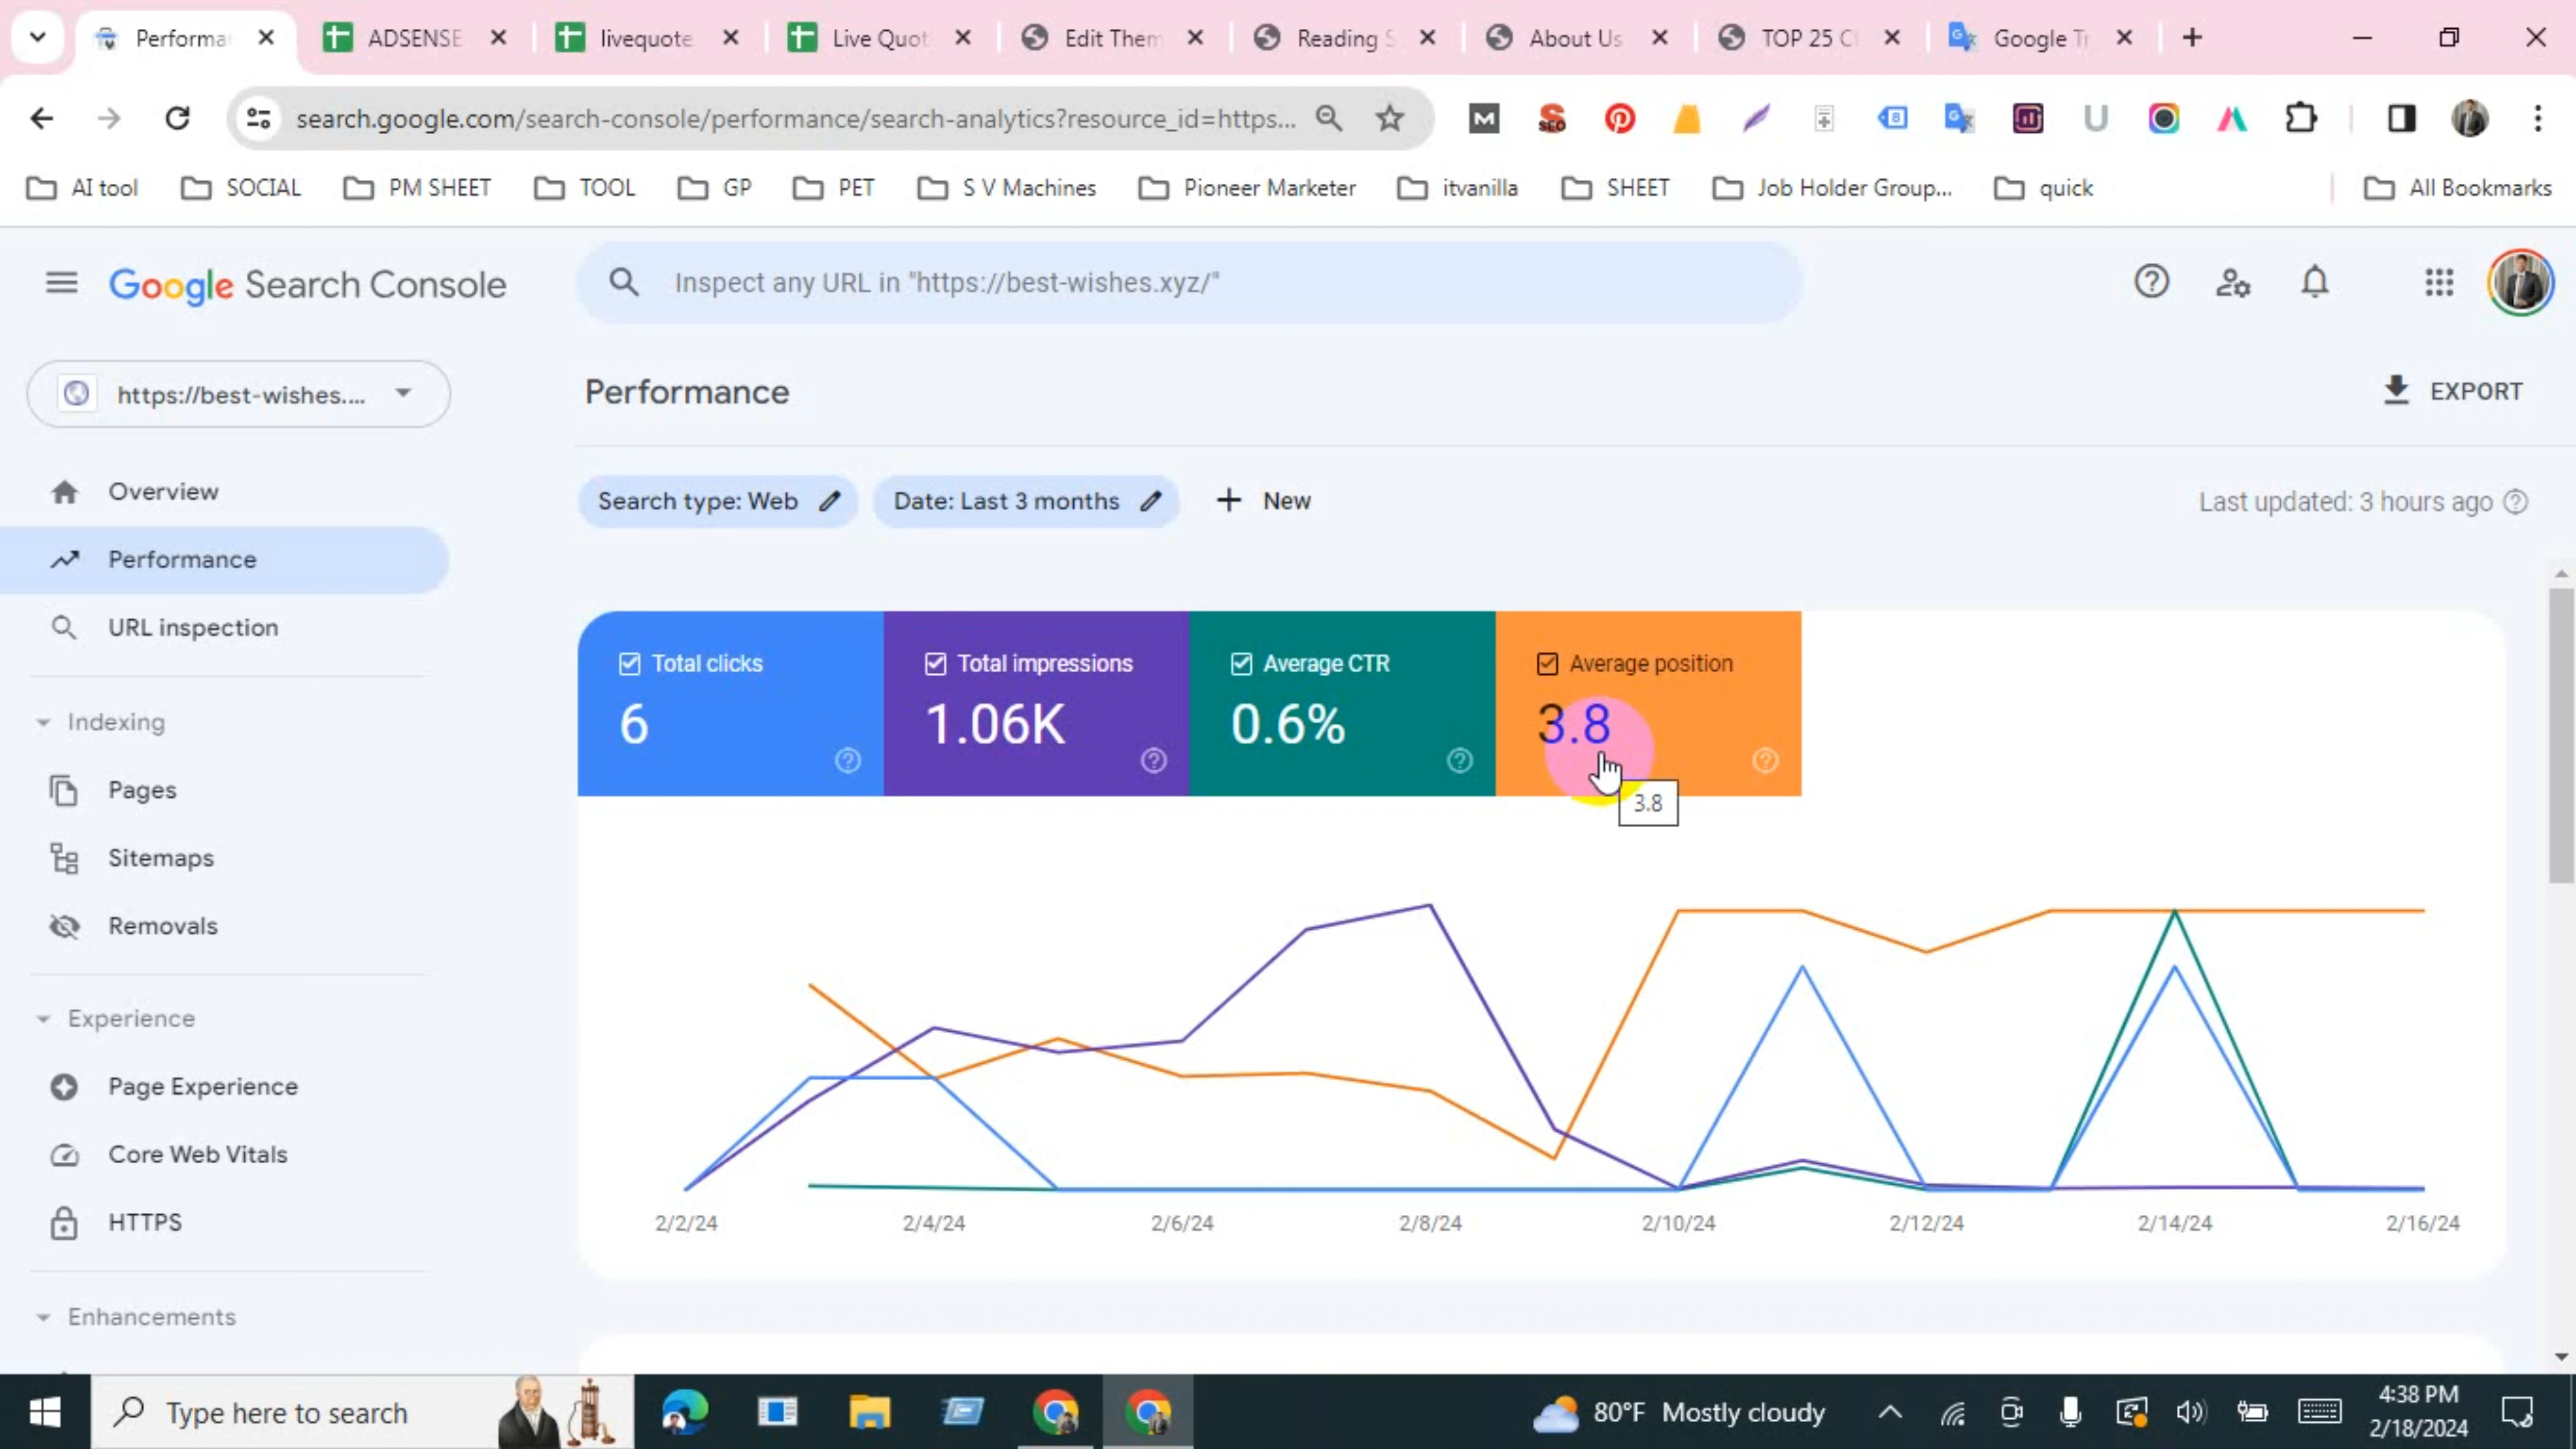 Performa
ADSENSE
livequote
Live Quot
Edit Them
Reading S
About Us
TOP 25 C
Google Tr
search.google.com/search-console/performance/search-analytics?resource_id=https...
AI tool
SOCIAL
PM SHEET
TOOL
GP
PET
S V Machines
Pioneer Marketer
itvanilla
SHEET
Job Holder Group...
quick
All Bookmarks
Google Search Console
Inspect any URL in "https://best-wishes.xyz/"
https://best-wishes....
Performance
EXPORT
Search type: Web
Date: Last 3 months
+ New
Last updated: 3 hours ago
Overview
Performance
URL inspection
Indexing
Pages
Sitemaps
Removals
Experience
Page Experience
Core Web Vitals
HTTPS
Enhancements
Total clicks
6
Total impressions
1.06K
Average CTR
0.6%
Average position
3.8
3.8
2/2/24
2/4/24
2/6/24
2/8/24
2/10/24
2/12/24
2/14/24
2/16/24
Type here to search
80°F Mostly cloudy
4:38 PM
2/18/2024